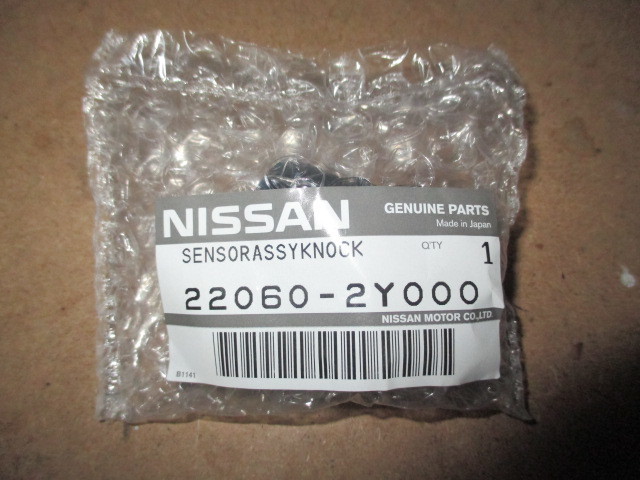 NISSAN
GENUINE PARTS
Made in Japan
SENSORASSYKNOCK
Q'TY 1
22060-2Y000
NISSAN MOTOR CO.,LTD.
B1141